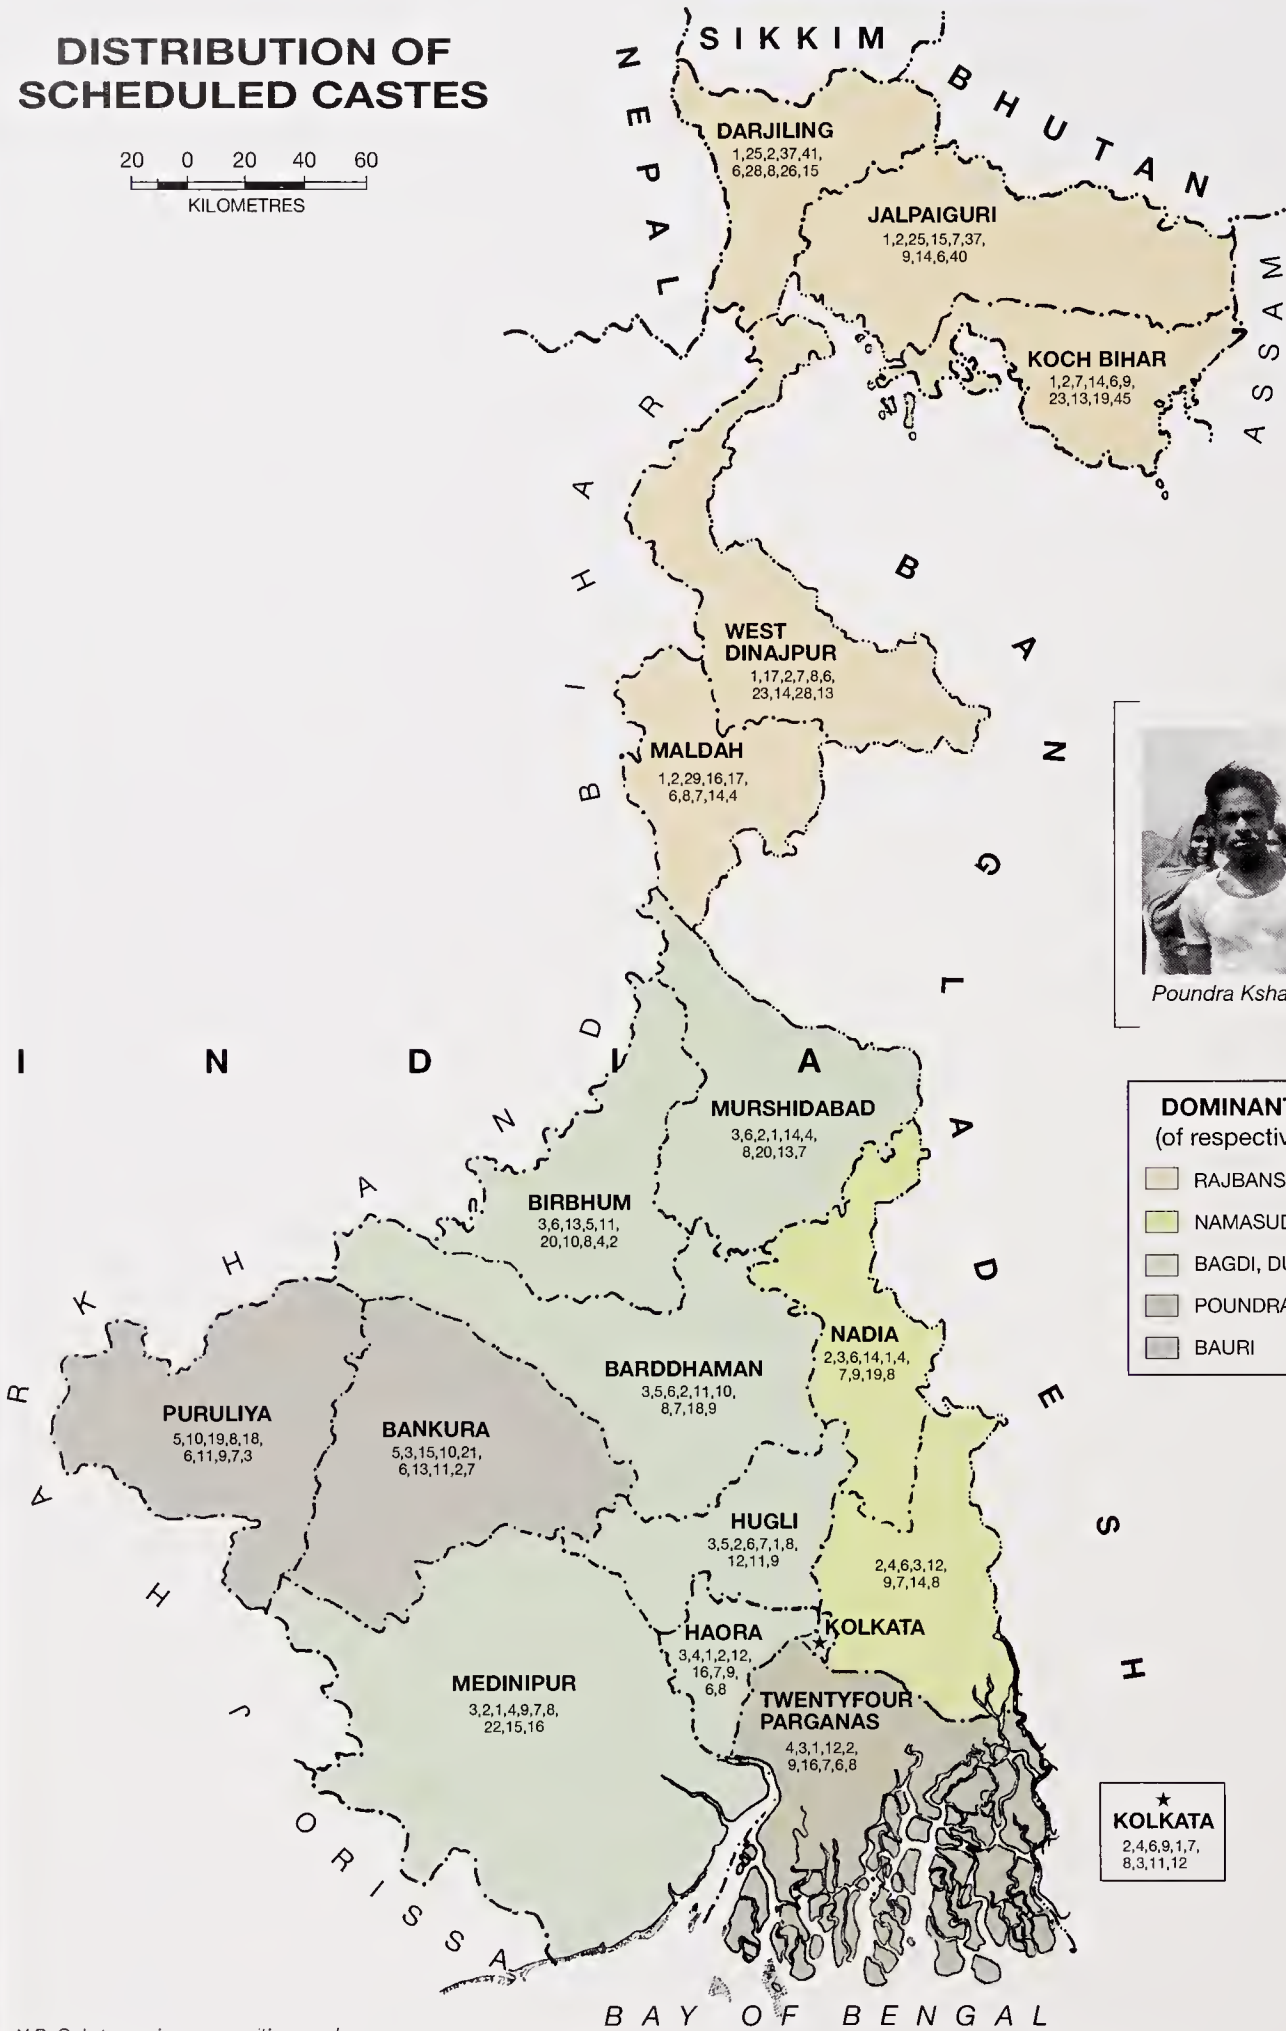 DISTRIBUTION OF
SCHEDULED CASTES
20 0 20 40 60
KILOMETRES
SIKKIM
NEPAL
BHUTAN
ASSAM
DARJILING
1,25,2,37,41,
6,28,8,26,15
JALPAIGURI
1,2,25,15,7,37,
9,14,6,40
KOCH BIHAR
1,2,7,14,6,9,
23,13,19,45
BIHAR
BANGLADESH
WEST
DINAJPUR
1,17,2,7,8,6,
23,14,28,13
MALDAH
1,2,29,16,17,
6,8,7,14,4
Poundra Ksha
INDIA
JHARKHAND
MURSHIDABAD
3,6,2,1,14,4,
8,20,13,7
BIRBHUM
3,6,13,5,11,
20,10,8,4,2
DOMINANT
(of respectiv
RAJBANS
NAMASUD
BAGDI, DU
POUNDRA
BAURI
NADIA
2,3,6,14,1,4,
7,9,19,8
BARDDHAMAN
3,5,6,2,11,10,
8,7,18,9
PURULIYA
5,10,19,8,18,
6,11,9,7,3
BANKURA
5,3,15,10,21,
6,13,11,2,7
HUGLI
3,5,2,6,7,1,8,
12,11,9
2,4,6,3,12,
9,7,14,8
KOLKATA
HAORA
3,4,1,2,12,
16,7,9,
6,8
MEDINIPUR
3,2,1,4,9,7,8,
22,15,16
TWENTYFOUR
PARGANAS
4,3,1,12,2,
9,16,7,6,8
KOLKATA
2,4,6,9,1,7,
8,3,11,12
ORISSA
BAY OF BENGAL